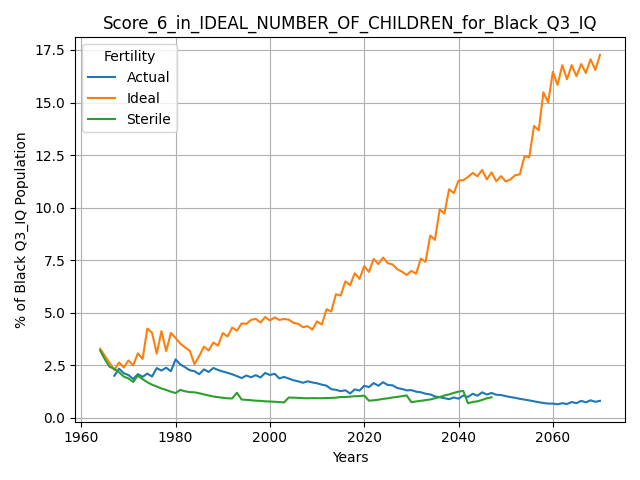 Score_6_in_IDEAL_NUMBER_OF_CHILDREN_for_Black_Q3_IQ
Fertility
Actual
Ideal
Sterile
% of Black Q3_IQ Population
17.5
15.0
12.5
10.0
7.5
5.0
2.5
0.0
1960
1980
2000
2020
2040
2060
Years